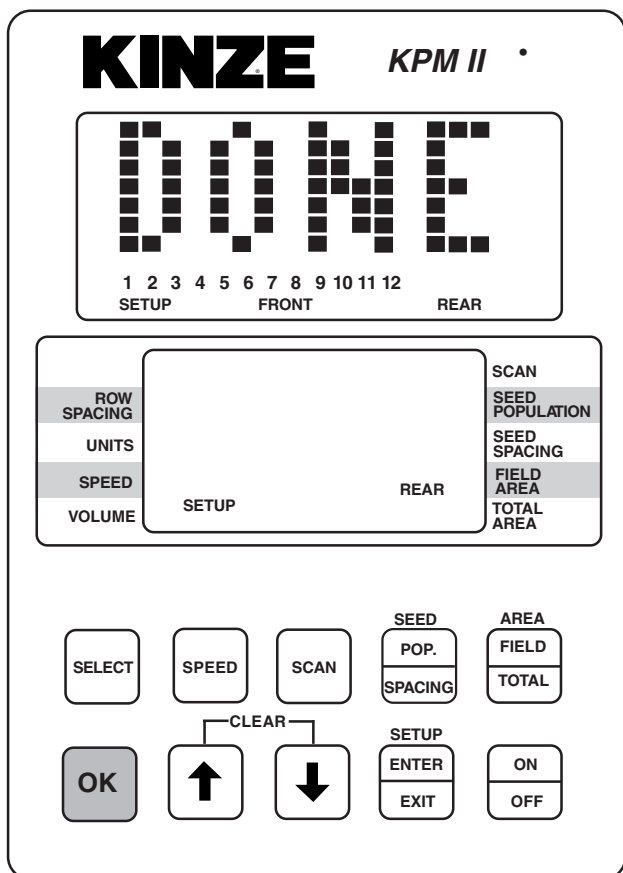 KINZE® KPM II
DONE
1 2 3 4 5 6 7 8 9 10 11 12
SETUP FRONT REAR
ROW
SPACING
UNITS
SPEED
VOLUME
SETUP REAR
SCAN
SEED
POPULATION
SEED
SPACING
FIELD
AREA
TOTAL
AREA
SELECT
SPEED
SCAN
SEED
POP.
SPACING
AREA
FIELD
TOTAL
OK
CLEAR
SETUP
ENTER
EXIT
ON
OFF